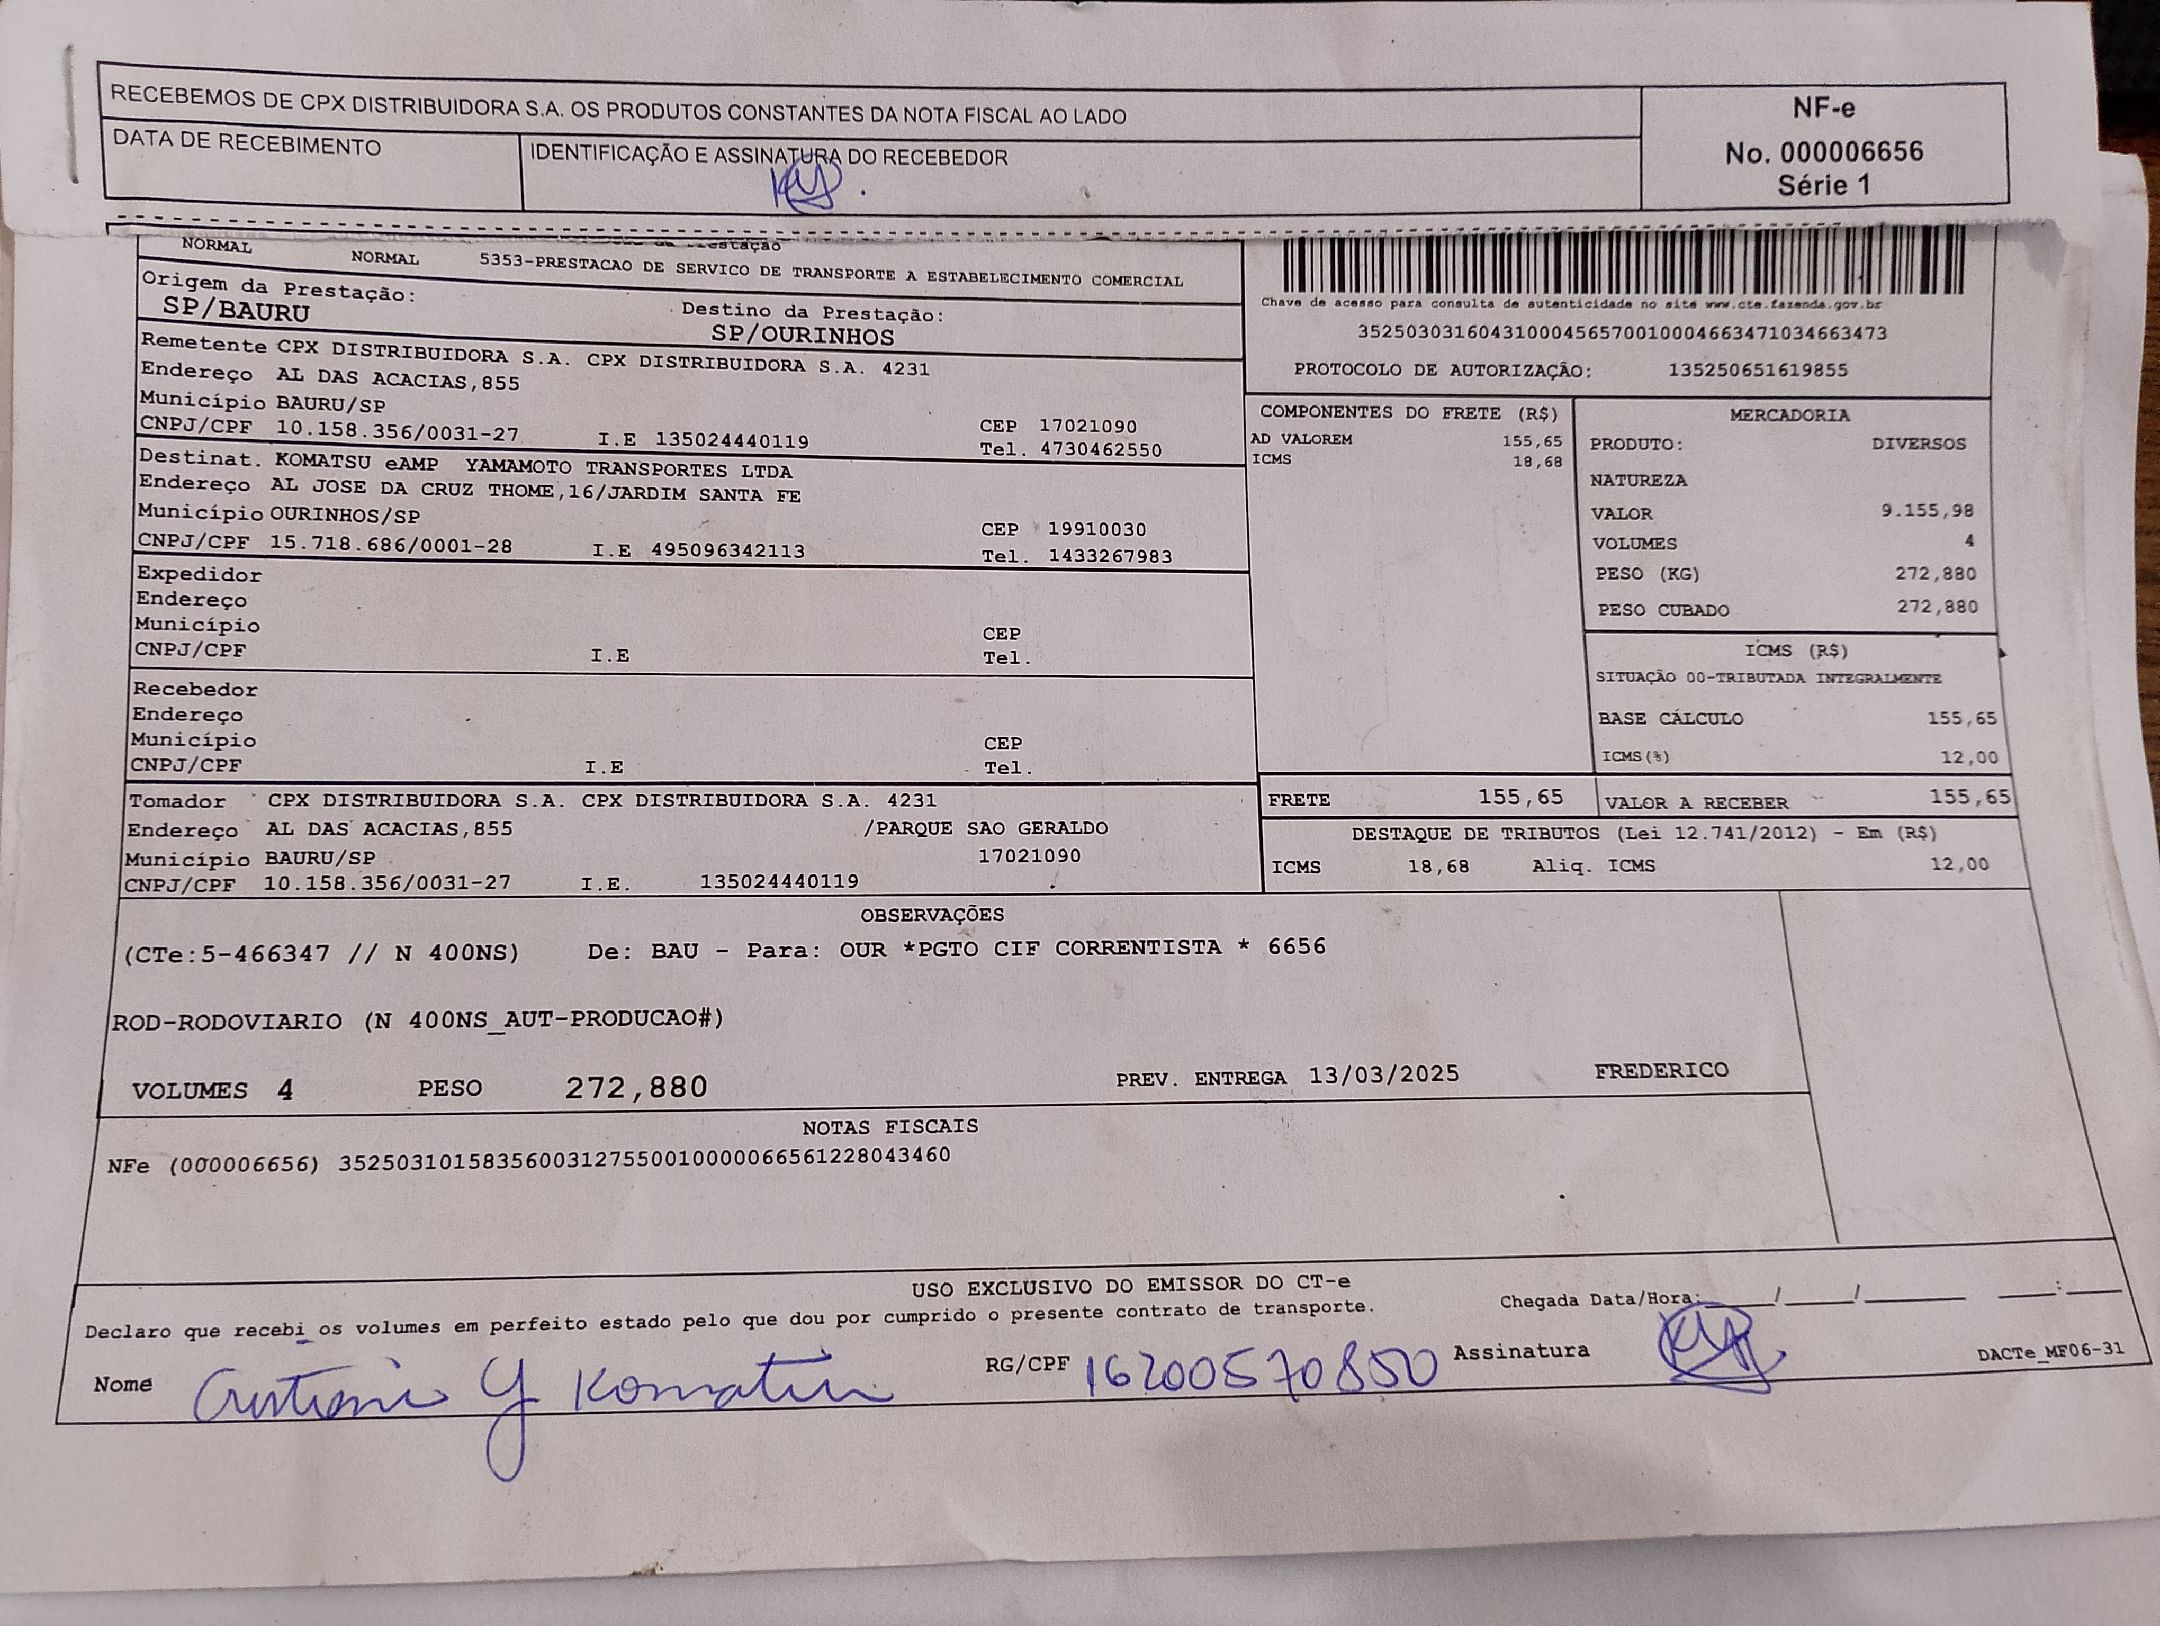 RECEBEMOS DE CPX DISTRIBUIDORA S.A. OS PRODUTOS CONSTANTES DA NOTA FISCAL AO LADO
DATA DE RECEBIMENTO
IDENTIFICAÇÃO E ASSINATURA DO RECEBEDOR
NF-e
No. 000006656
Série 1
NORMAL NORMAL 5353-PRESTACAO DE SERVICO DE TRANSPORTE A ESTABELECIMENTO COMERCIAL
Origem da Prestação:
SP/BAURU
Destino da Prestação:
SP/OURINHOS
Remetente CPX DISTRIBUIDORA S.A. CPX DISTRIBUIDORA S.A. 4231
Endereço AL DAS ACACIAS,855
Município BAURU/SP CEP 17021090
CNPJ/CPF 10.158.356/0031-27 I.E 135024440119 Tel. 4730462550
Destinat. KOMATSU eAMP YAMAMOTO TRANSPORTES LTDA
Endereço AL JOSE DA CRUZ THOME,16/JARDIM SANTA FE
Município OURINHOS/SP CEP 19910030
CNPJ/CPF 15.718.686/0001-28 I.E 495096342113 Tel. 1433267983
Expedidor
Endereço
Município CEP
CNPJ/CPF I.E Tel.
Recebedor
Endereço
Município CEP
CNPJ/CPF I.E Tel.
Tomador CPX DISTRIBUIDORA S.A. CPX DISTRIBUIDORA S.A. 4231
Endereço AL DAS ACACIAS,855 /PARQUE SAO GERALDO
Município BAURU/SP 17021090
CNPJ/CPF 10.158.356/0031-27 I.E. 135024440119
Chave de acesso para consulta de autenticidade no site www.cte.fazenda.gov.br
35250303160431000456570010004663471034663473
PROTOCOLO DE AUTORIZAÇÃO: 135250651619855
COMPONENTES DO FRETE (R$)
AD VALOREM 155,65
ICMS 18,68
MERCADORIA
PRODUTO: DIVERSOS
NATUREZA
VALOR 9.155,98
VOLUMES 4
PESO (KG) 272,880
PESO CUBADO 272,880
ICMS (R$)
SITUAÇÃO 00-TRIBUTADA INTEGRALMENTE
BASE CÁLCULO 155,65
ICMS(%) 12,00
FRETE 155,65 VALOR A RECEBER 155,65
DESTAQUE DE TRIBUTOS (Lei 12.741/2012) - Em (R$)
ICMS 18,68 Aliq. ICMS 12,00
OBSERVAÇÕES
(CTe:5-466347 // N 400NS) De: BAU - Para: OUR *PGTO CIF CORRENTISTA * 6656
ROD-RODOVIARIO (N 400NS_AUT-PRODUCAO#)
VOLUMES 4 PESO 272,880 PREV. ENTREGA 13/03/2025 FREDERICO
NOTAS FISCAIS
NFe (000006656) 35250310158356003127550010000066561228043460
USO EXCLUSIVO DO EMISSOR DO CT-e
Declaro que recebi os volumes em perfeito estado pelo que dou por cumprido o presente contrato de transporte.
Chegada Data/Hora: ____/____/______ ____:____
Nome Y RG/CPF 16200570850 Assinatura
DACTe_MF06-31